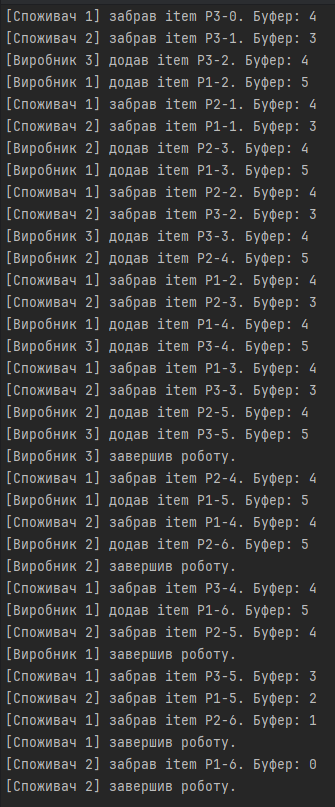 [Споживач 1] забрав item P3-0. Буфер: 4
[Споживач 2] забрав item P3-1. Буфер: 3
[Виробник 3] додав item P3-2. Буфер: 4
[Виробник 1] додав item P1-2. Буфер: 5
[Споживач 1] забрав item P2-1. Буфер: 4
[Споживач 2] забрав item P1-1. Буфер: 3
[Виробник 2] додав item P2-3. Буфер: 4
[Виробник 1] додав item P1-3. Буфер: 5
[Споживач 1] забрав item P2-2. Буфер: 4
[Споживач 2] забрав item P3-2. Буфер: 3
[Виробник 3] додав item P3-3. Буфер: 4
[Виробник 2] додав item P2-4. Буфер: 5
[Споживач 1] забрав item P1-2. Буфер: 4
[Споживач 2] забрав item P2-3. Буфер: 3
[Виробник 1] додав item P1-4. Буфер: 4
[Виробник 3] додав item P3-4. Буфер: 5
[Споживач 1] забрав item P1-3. Буфер: 4
[Споживач 2] забрав item P3-3. Буфер: 3
[Виробник 2] додав item P2-5. Буфер: 4
[Виробник 3] додав item P3-5. Буфер: 5
[Виробник 3] завершив роботу.
[Споживач 1] забрав item P2-4. Буфер: 4
[Виробник 1] додав item P1-5. Буфер: 5
[Споживач 2] забрав item P1-4. Буфер: 4
[Виробник 2] додав item P2-6. Буфер: 5
[Виробник 2] завершив роботу.
[Споживач 1] забрав item P3-4. Буфер: 4
[Виробник 1] додав item P1-6. Буфер: 5
[Споживач 2] забрав item P2-5. Буфер: 4
[Виробник 1] завершив роботу.
[Споживач 1] забрав item P3-5. Буфер: 3
[Споживач 2] забрав item P1-5. Буфер: 2
[Споживач 1] забрав item P2-6. Буфер: 1
[Споживач 1] завершив роботу.
[Споживач 2] забрав item P1-6. Буфер: 0
[Споживач 2] завершив роботу.